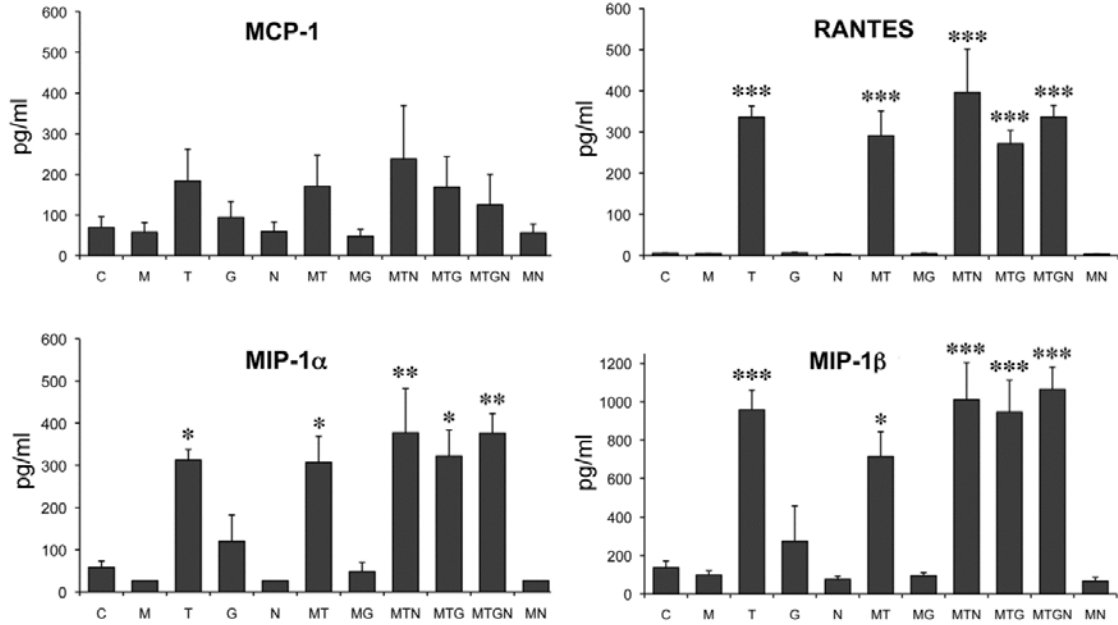 MCP-1
pg/ml
600
500
400
300
200
100
0
C M T G N MT MG MTN MTG MTGN MN
RANTES
pg/ml
600
500
400
300
200
100
0
*** *** *** *** ***
C M T G N MT MG MTN MTG MTGN MN
MIP-1α
pg/ml
600
500
400
300
200
100
0
* * ** * **
C M T G N MT MG MTN MTG MTGN MN
MIP-1β
pg/ml
1200
1000
800
600
400
200
0
*** * *** *** ***
C M T G N MT MG MTN MTG MTGN MN